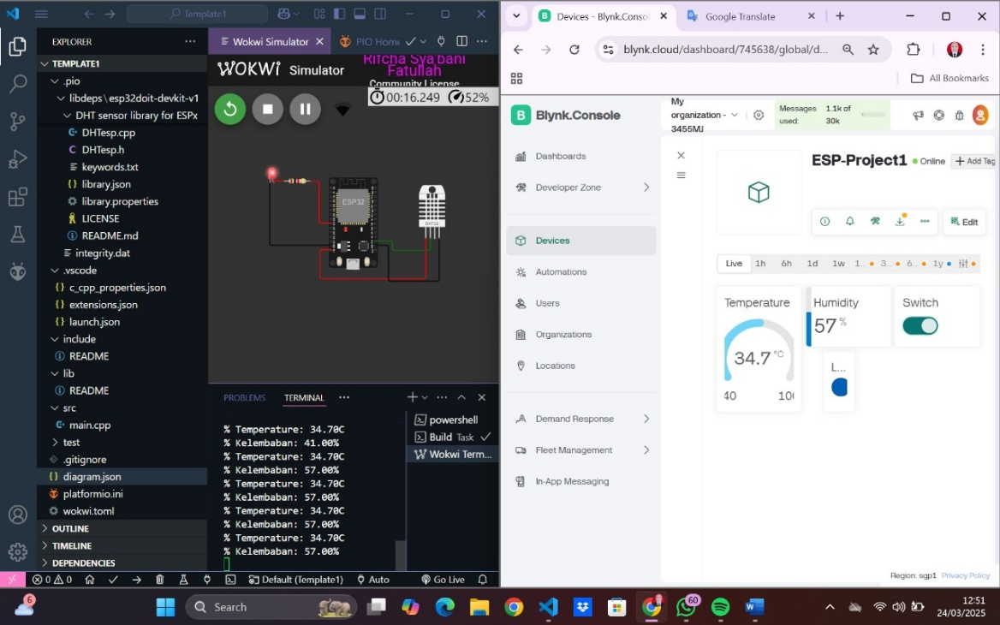 Template1
EXPLORER
TEMPLATE1
.pio
libdeps\esp32doit-devkit-v1
DHT sensor library for ESPx
DHTesp.cpp
DHTesp.h
keywords.txt
library.json
library.properties
LICENSE
README.md
integrity.dat
.vscode
c_cpp_properties.json
extensions.json
launch.json
include
README
lib
README
src
main.cpp
test
.gitignore
diagram.json
platformio.ini
wokwi.toml
OUTLINE
TIMELINE
DEPENDENCIES
Wokwi Simulator
PIO Home
WOKWI Simulator
Rifcha Sya'bani
Fatullah
Community License
00:16.249 52%
ESP32
DHT22
PROBLEMS TERMINAL
% Temperature: 34.70C
% Kelembaban: 41.00%
% Temperature: 34.70C
% Kelembaban: 57.00%
% Temperature: 34.70C
% Kelembaban: 57.00%
% Temperature: 34.70C
% Kelembaban: 57.00%
% Temperature: 34.70C
% Kelembaban: 57.00%
powershell
Build Task
Wokwi Term...
0 0 Default (Template1) Auto Go Live
Devices - Blynk.Conso
Google Translate
blynk.cloud/dashboard/745638/global/d...
All Bookmarks
B Blynk.Console
Dashboards
Developer Zone
Devices
Automations
Users
Organizations
Locations
Demand Response
Fleet Management
In-App Messaging
My
organization -
3455MJ
Messages
used:
1.1k of
30k
ESP-Project1 Online Add Tag
Edit
Live 1h 6h 1d 1w 1... 3... 6... 1y
Temperature
34.7 °C
40 100
Humidity
57 %
Switch
L...
Region: sgp1 Privacy Policy
6
Search
60
12:51
24/03/2025